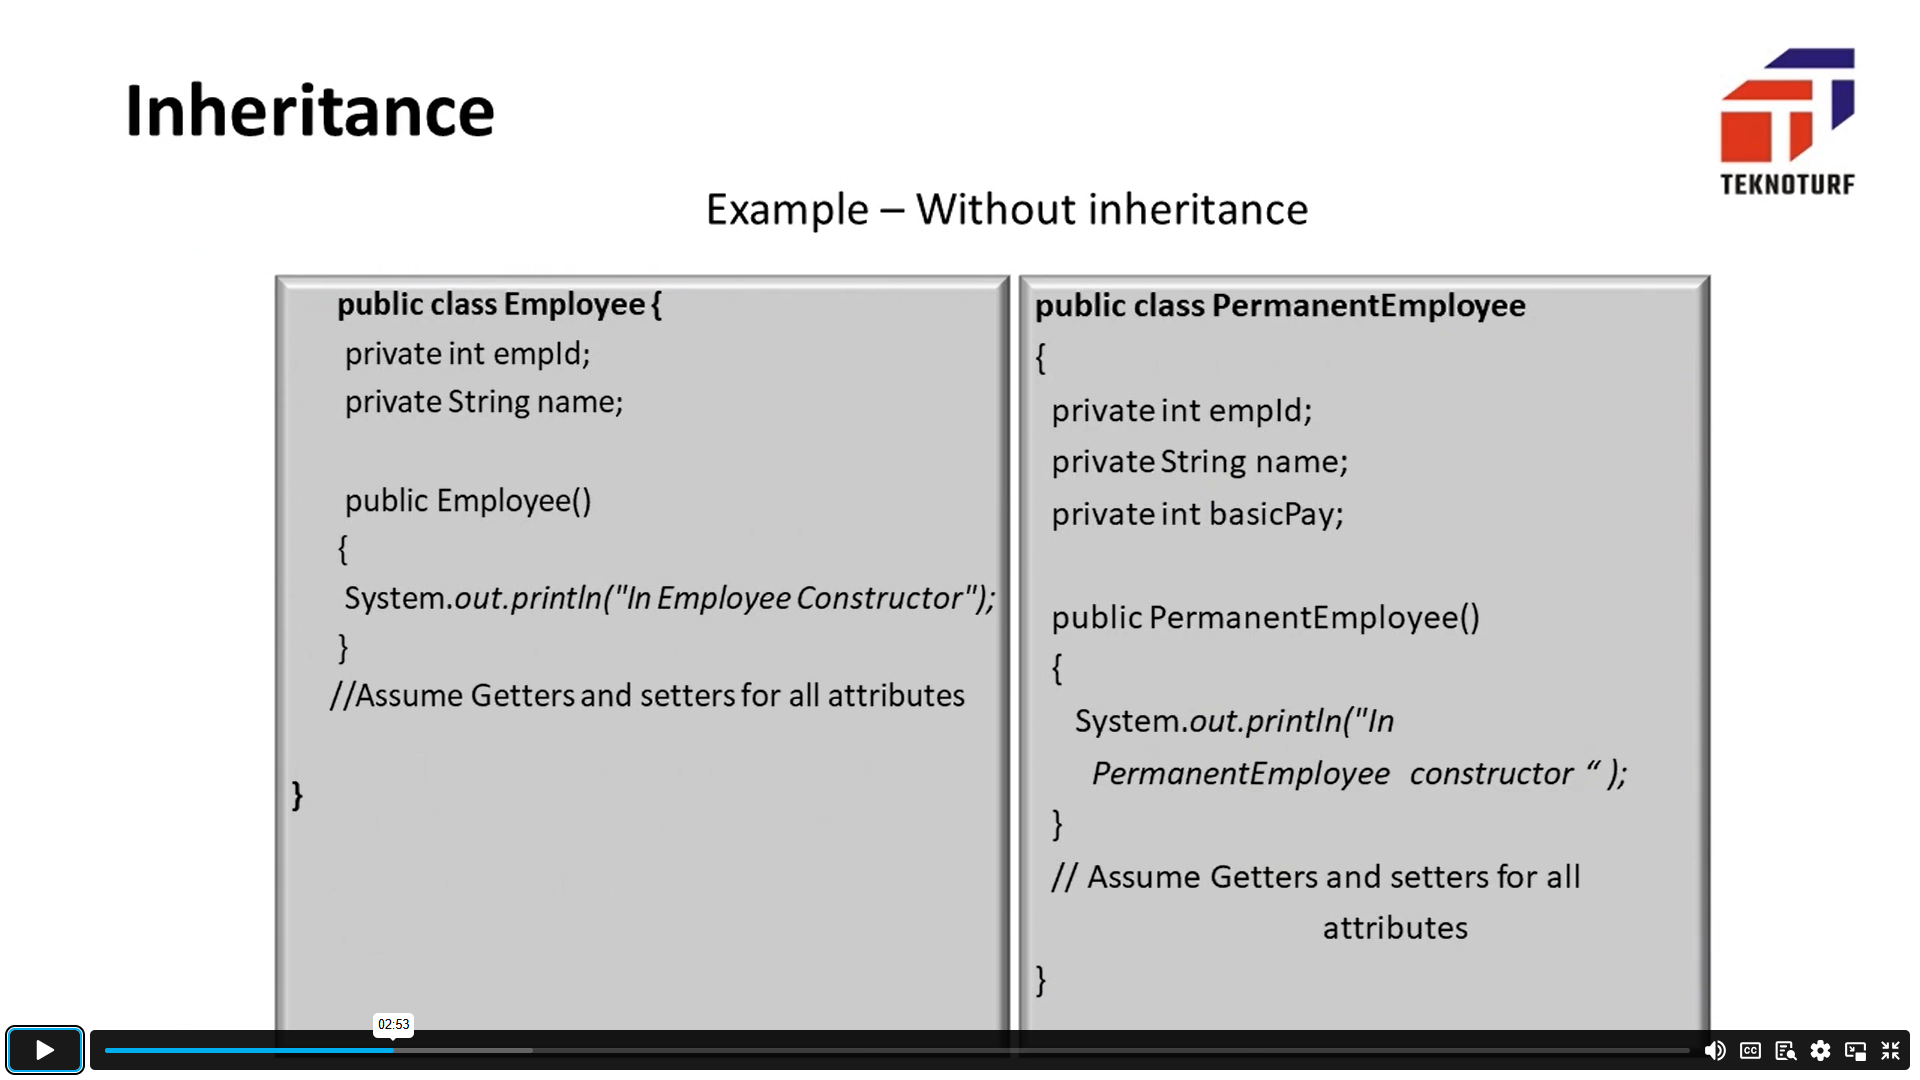 Inheritance
TEKNOTURF
Example – Without inheritance
public class Employee {
private int empId;
private String name;
public Employee()
{
System.out.println("In Employee Constructor");
}
//Assume Getters and setters for all attributes
}
public class PermanentEmployee
{
private int empId;
private String name;
private int basicPay;
public PermanentEmployee()
{
System.out.println("In
PermanentEmployee constructor “ );
}
// Assume Getters and setters for all
attributes
}
02:53
CC